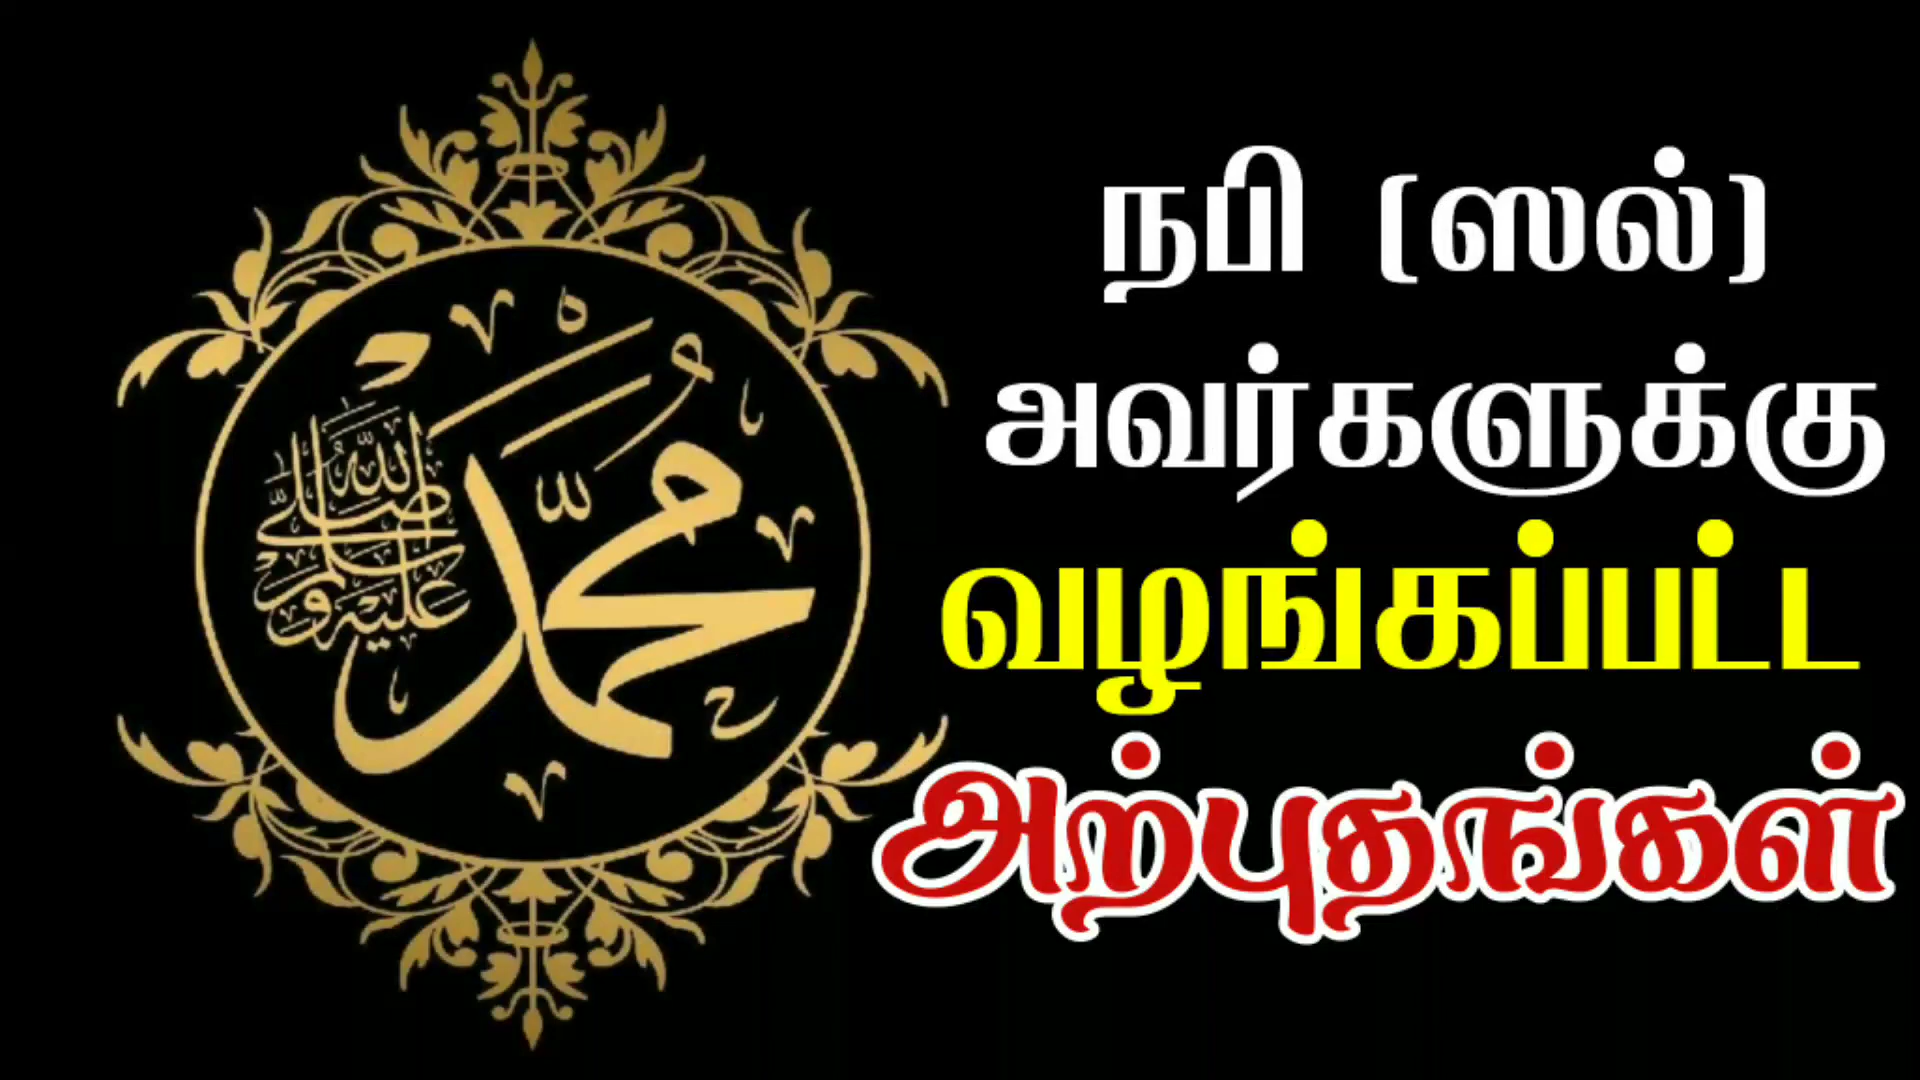 محمد
صلى الله عليه وسلم
நபி (ஸல்)
அவர்களுக்கு
வழங்கப்பட்ட
அற்புதங்கள்